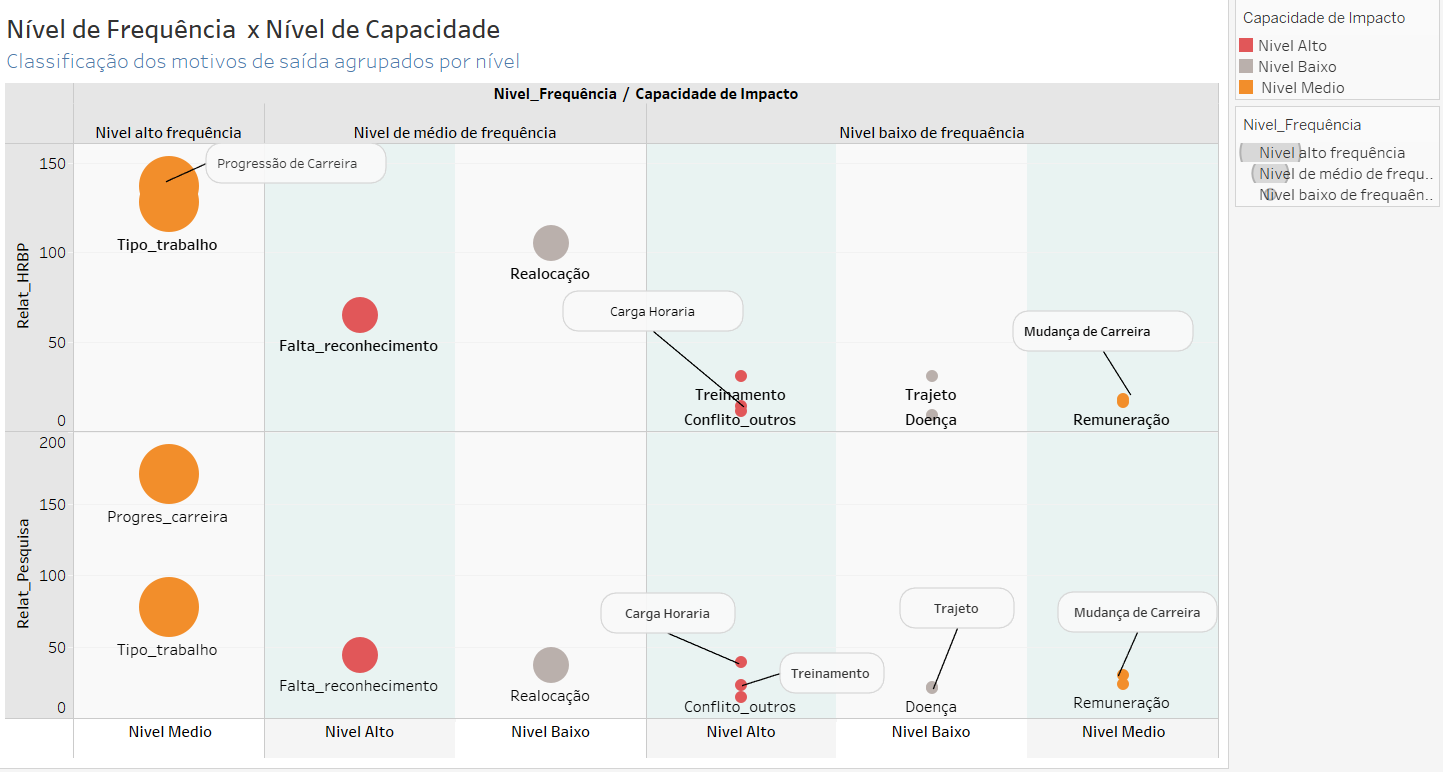 Nível de Frequência x Nível de Capacidade
Classificação dos motivos de saída agrupados por nível
Nivel_Frequência / Capacidade de Impacto
Nivel alto frequência
Nivel de médio de frequência
Nivel baixo de frequaência
Relat_HRBP
150
100
50
0
Progressão de Carreira
Tipo_trabalho
Falta_reconhecimento
Realocação
Carga Horaria
Treinamento
Conflito_outros
Trajeto
Doença
Mudança de Carreira
Remuneração
Relat_Pesquisa
200
150
100
50
0
Progres_carreira
Tipo_trabalho
Falta_reconhecimento
Realocação
Carga Horaria
Treinamento
Conflito_outros
Trajeto
Doença
Mudança de Carreira
Remuneração
Nivel Medio
Nivel Alto
Nivel Baixo
Nivel Alto
Nivel Baixo
Nivel Medio
Capacidade de Impacto
Nivel Alto
Nivel Baixo
Nivel Medio
Nivel_Frequência
Nivel alto frequência
Nivel de médio de frequ..
Nivel baixo de frequaên..